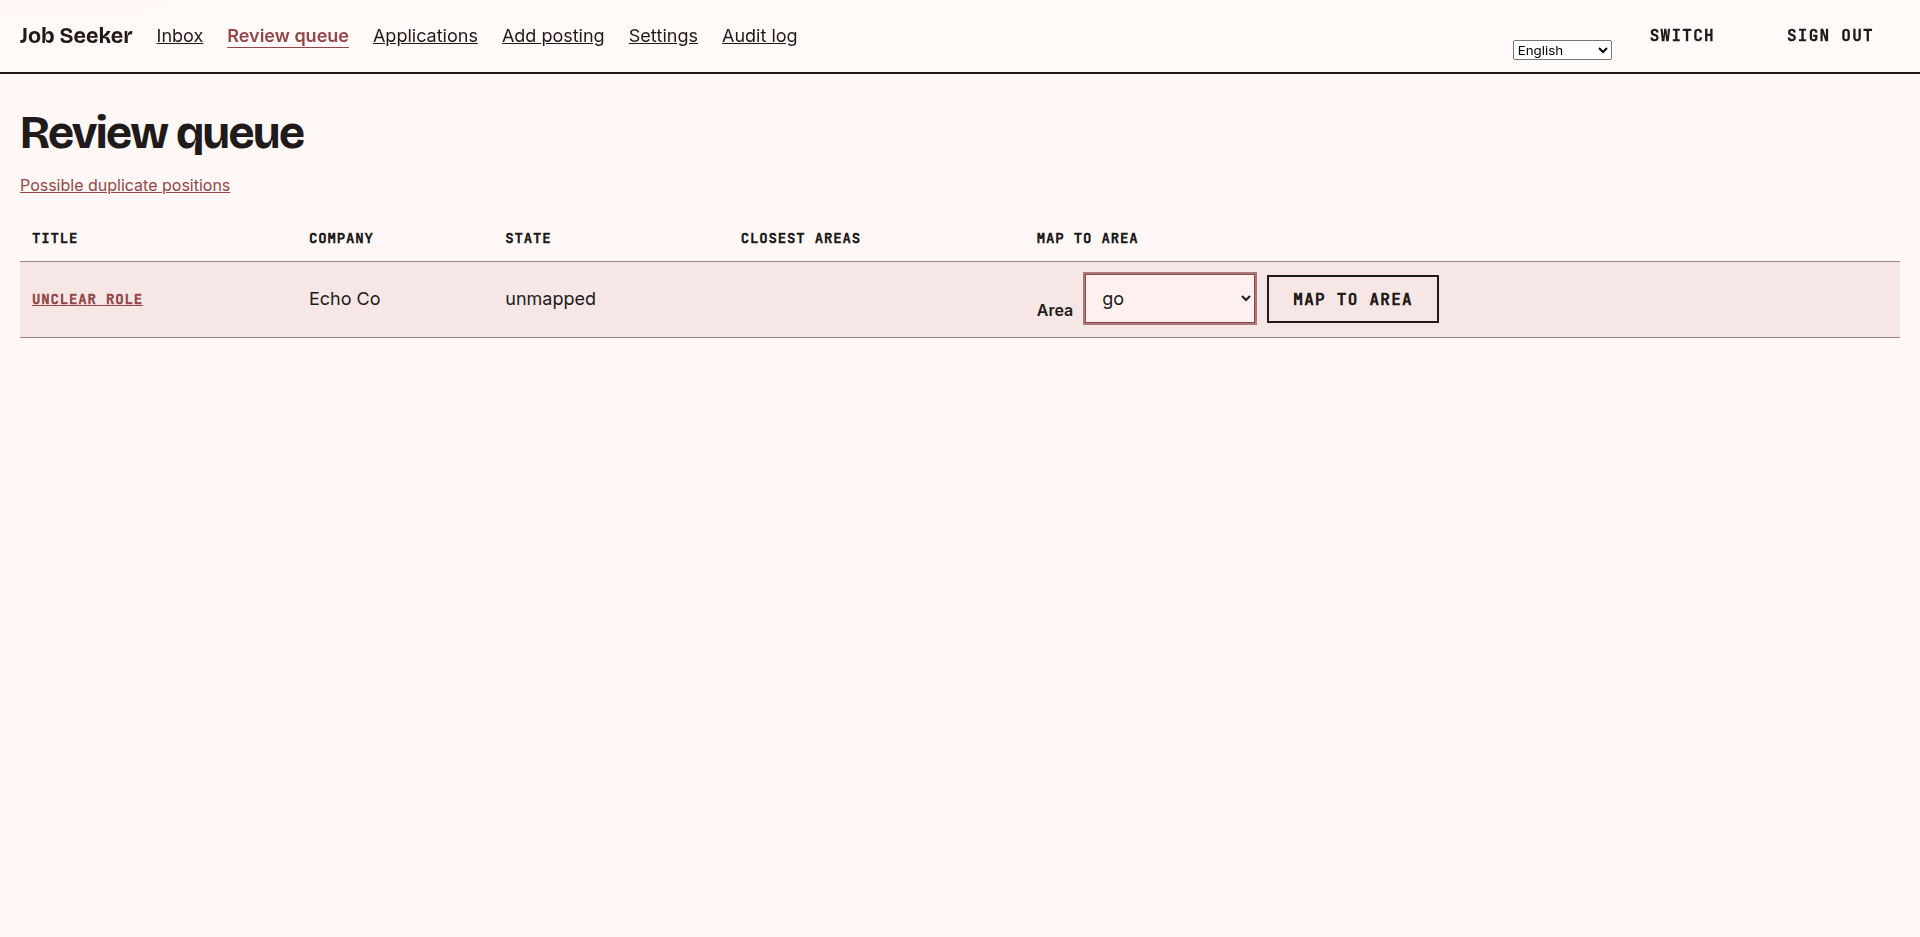 Job Seeker Inbox Review queue Applications Add posting Settings Audit log English SWITCH SIGN OUT
Review queue
Possible duplicate positions
TITLE COMPANY STATE CLOSEST AREAS MAP TO AREA
UNCLEAR ROLE Echo Co unmapped Area go MAP TO AREA